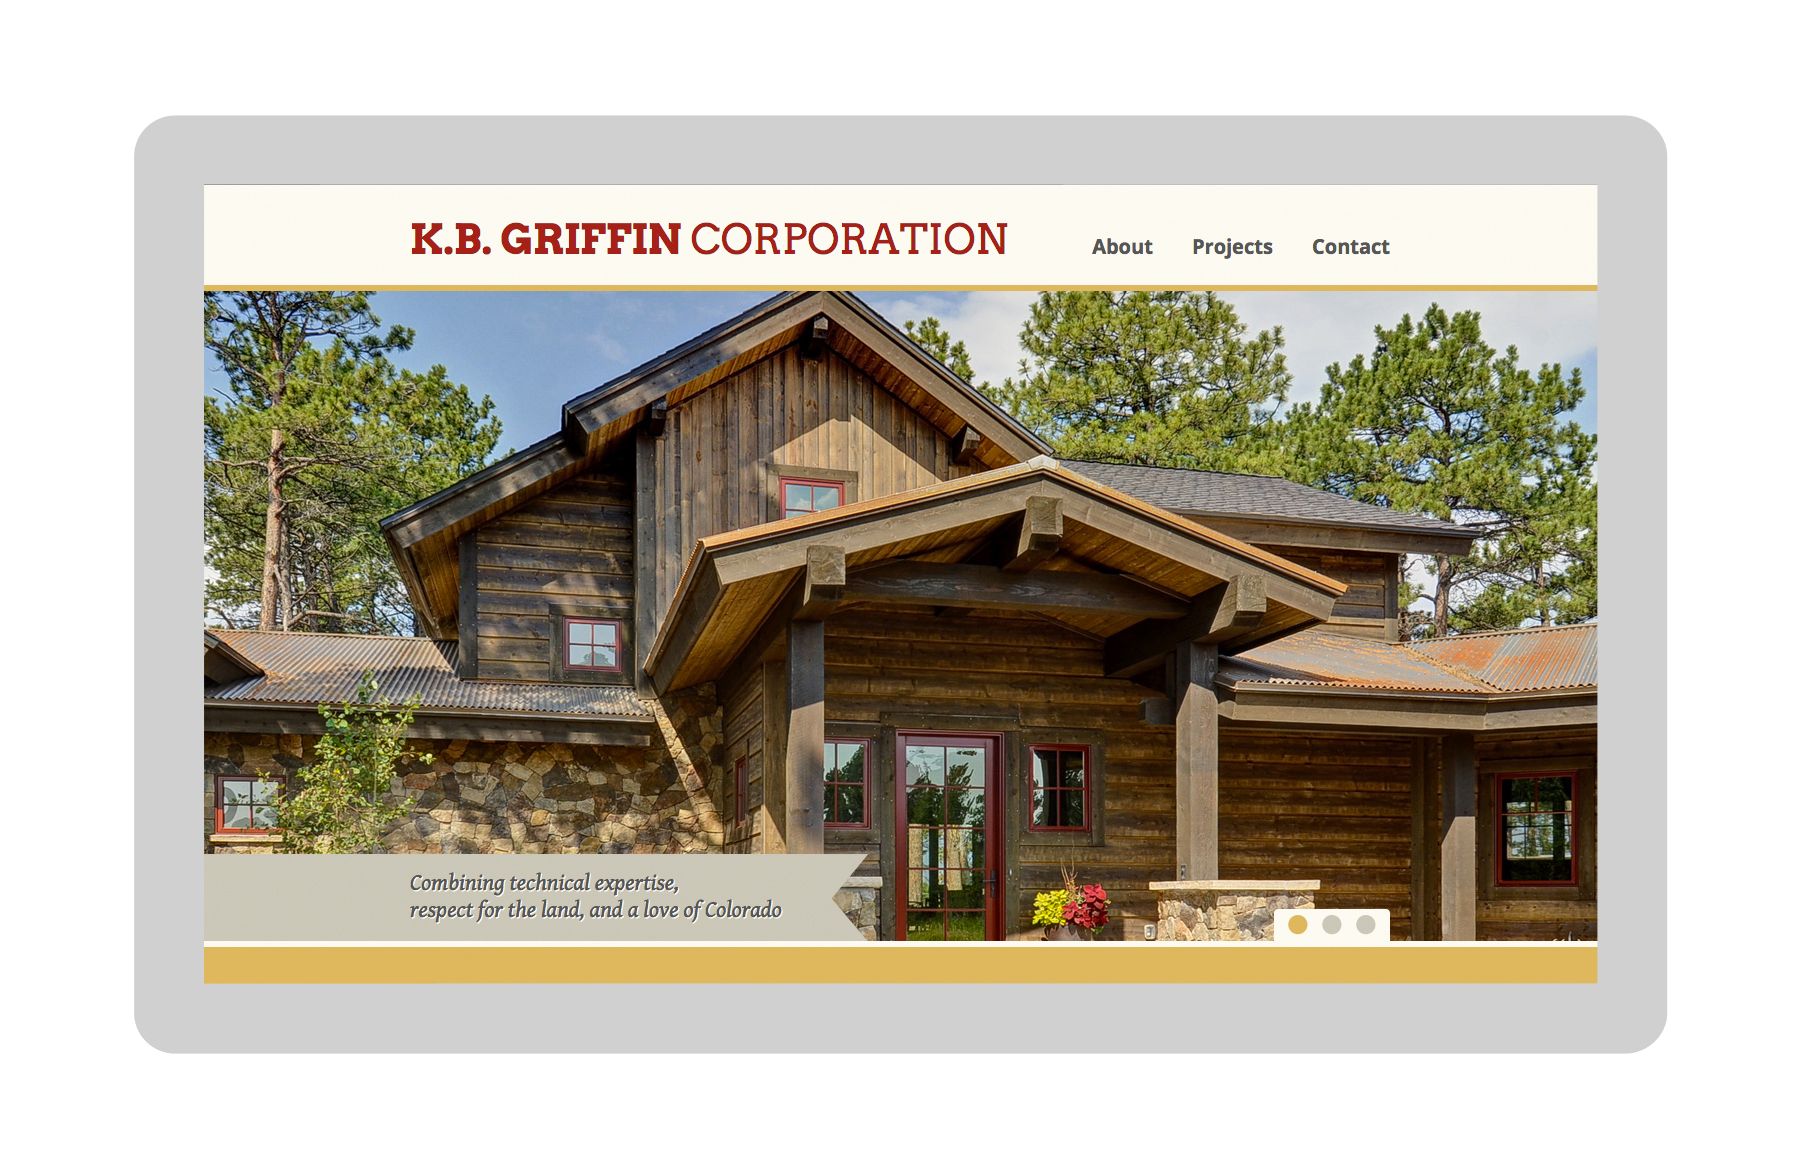 K.B. GRIFFIN CORPORATION
About Projects Contact
Combining technical expertise,
respect for the land, and a love of Colorado